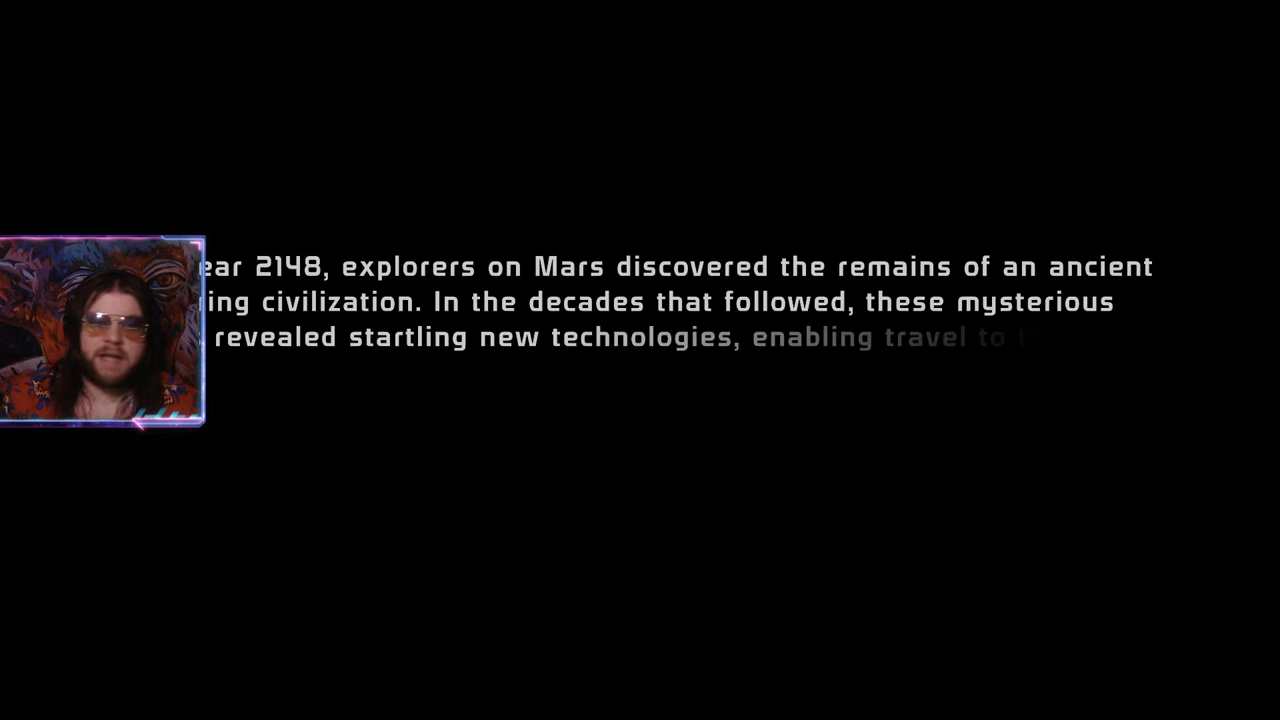 ear 2148, explorers on Mars discovered the remains of an ancient
ing civilization. In the decades that followed, these mysterious
revealed startling new technologies, enabling travel to